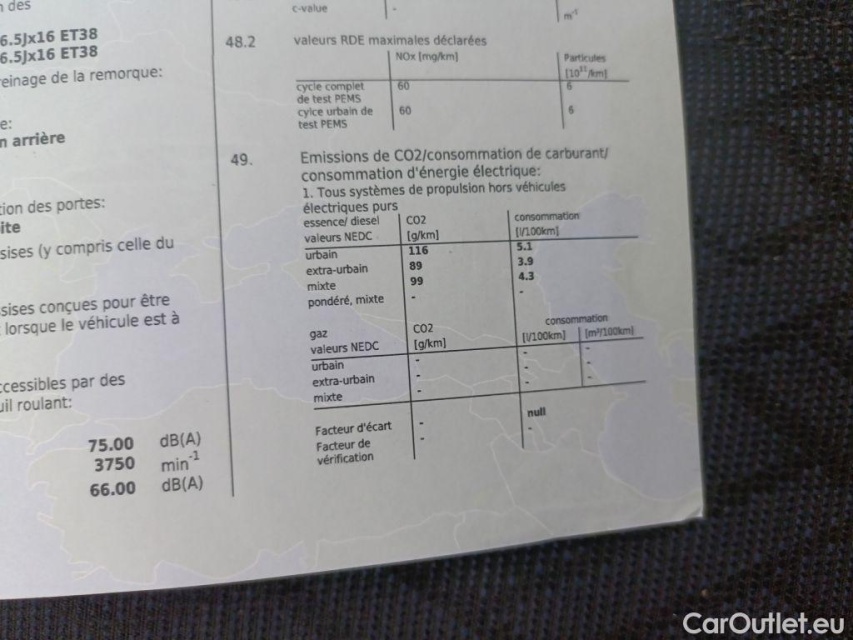 n des
6.5Jx16 ET38
6.5Jx16 ET38
reinage de la remorque:
e:
n arrière
tion des portes:
ite
sises (y compris celle du
sises conçues pour être
lorsque le véhicule est à
ccessibles par des
uil roulant:
75.00 dB(A)
3750 min⁻¹
66.00 dB(A)
c-value -
m⁻¹
48.2 valeurs RDE maximales déclarées
NOx [mg/km] Particules
[10¹¹/km]
cycle complet 60 6
de test PEMS
cylce urbain de 60 6
test PEMS
49. Emissions de CO2/consommation de carburant/
consommation d'énergie électrique:
1. Tous systèmes de propulsion hors véhicules
électriques purs
essence/ diesel CO2 consommation
valeurs NEDC [g/km] [l/100km]
urbain 116 5.1
extra-urbain 89 3.9
mixte 99 4.3
pondéré, mixte - -
gaz CO2 consommation
valeurs NEDC [g/km] [l/100km] [m³/100km]
urbain - - -
extra-urbain - - -
mixte - - -
Facteur d'écart - null
Facteur de - -
vérification
CarOutlet.eu